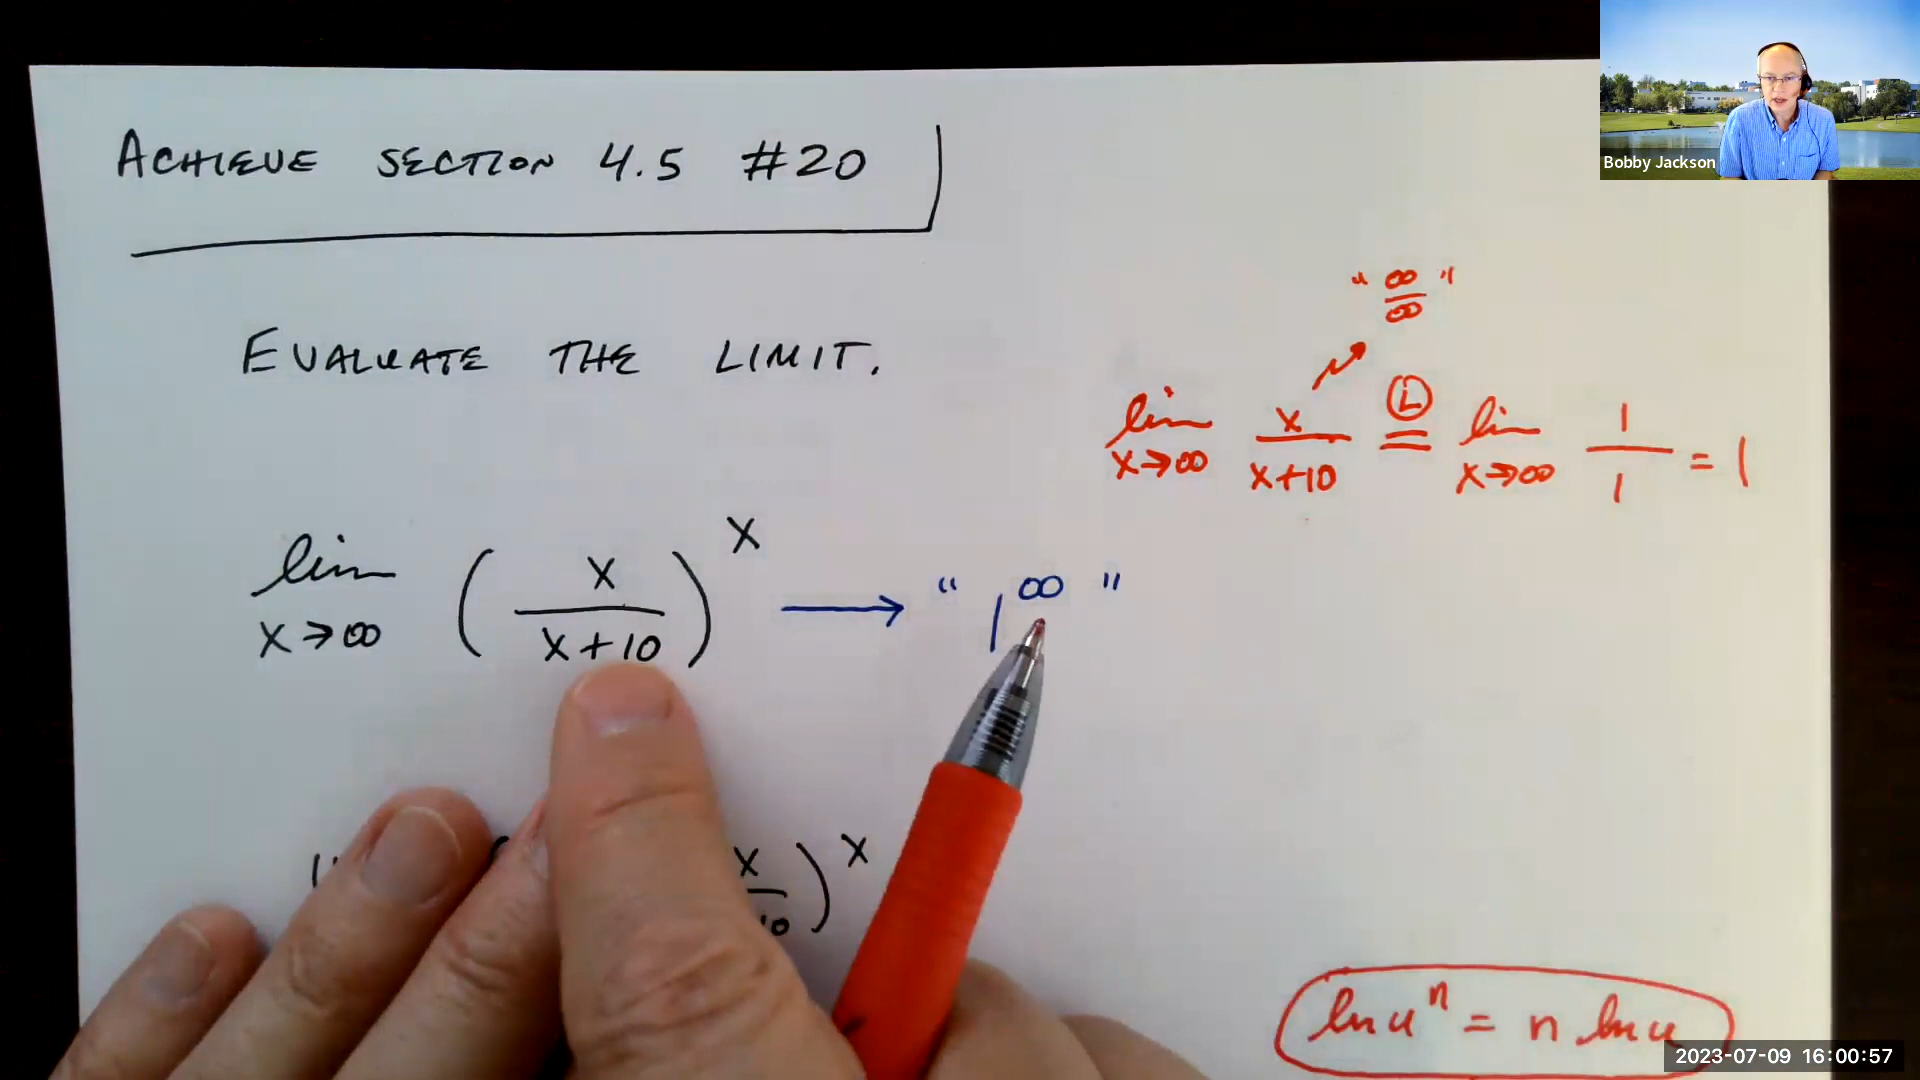 ACHIEVE SECTION 4.5 #20
EVALUATE THE LIMIT.
lim x→∞ ( x / x+10 )^x → " 1^∞ "
" ∞/∞ "
lim x→∞ x / x+10 = Ⓛ lim x→∞ 1/1 = 1
x )^x
10
ln u^n = n ln u
Bobby Jackson
2023-07-09 16:00:57